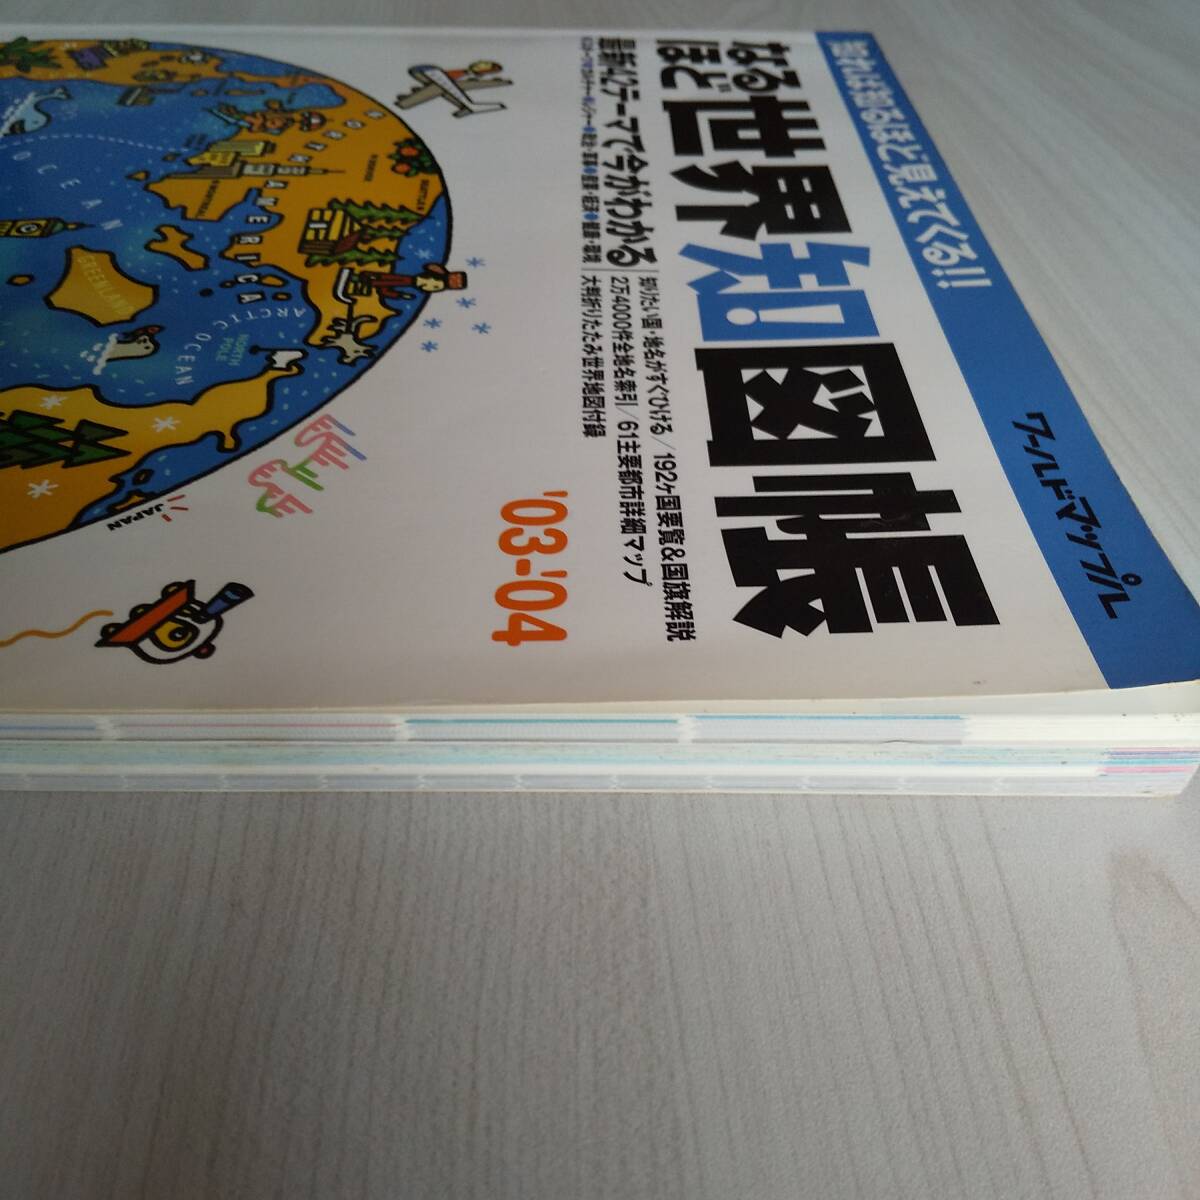 知れば知るほど見えてくる!!
ワールドマップル
なるほど世界知図帳
最新62テーマで今がわかる
知りたい国・地名がすぐひける/192ケ国要覧&国旗解説
2万4000件全地名索引/61主要都市詳細マップ
大判折りたたみ世界地図付録
'03-'04
NORTH AMERICA
OCEAN
GREENLAND
ARCTIC OCEAN
NORTH POLE
MONTREAL
JAPAN